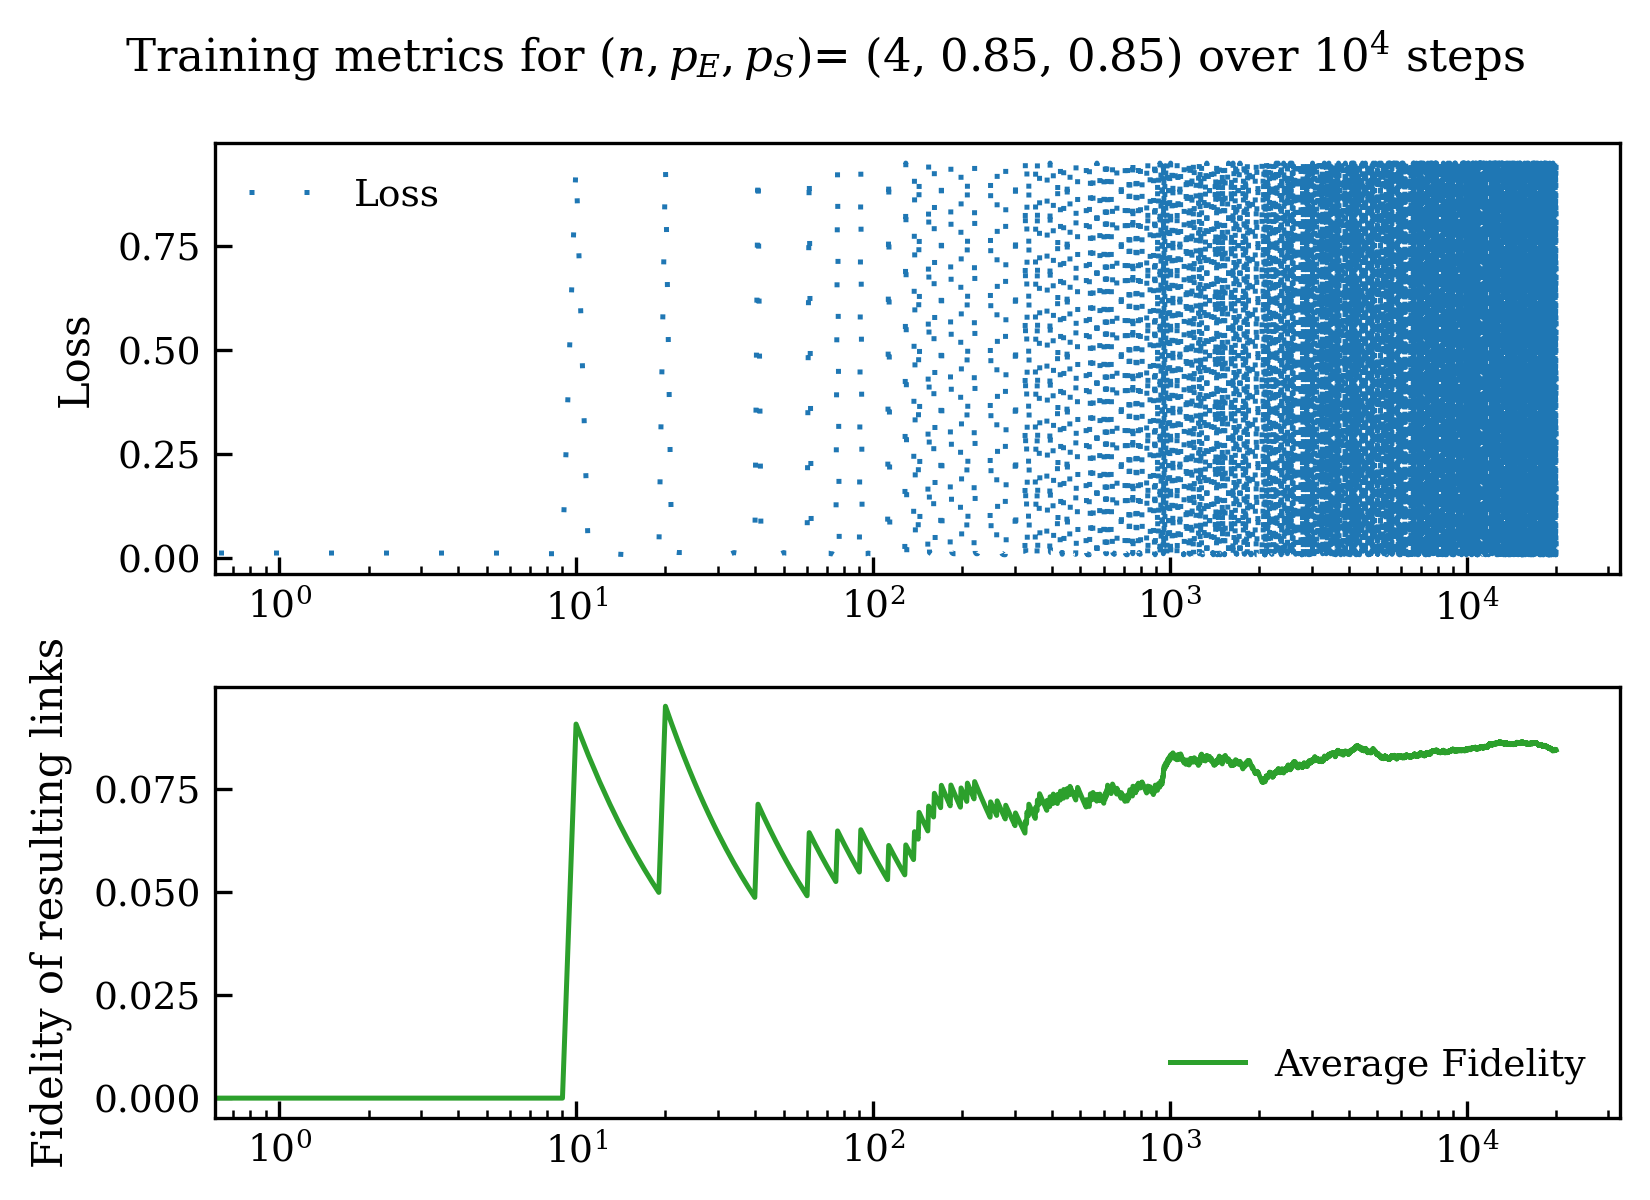 Training metrics for (n, p_E, p_S)= (4, 0.85, 0.85) over 10^4 steps
Loss
Loss
0.75
0.50
0.25
0.00
10^0 10^1 10^2 10^3 10^4
Fidelity of resulting links
0.075
0.050
0.025
0.000
Average Fidelity
10^0 10^1 10^2 10^3 10^4